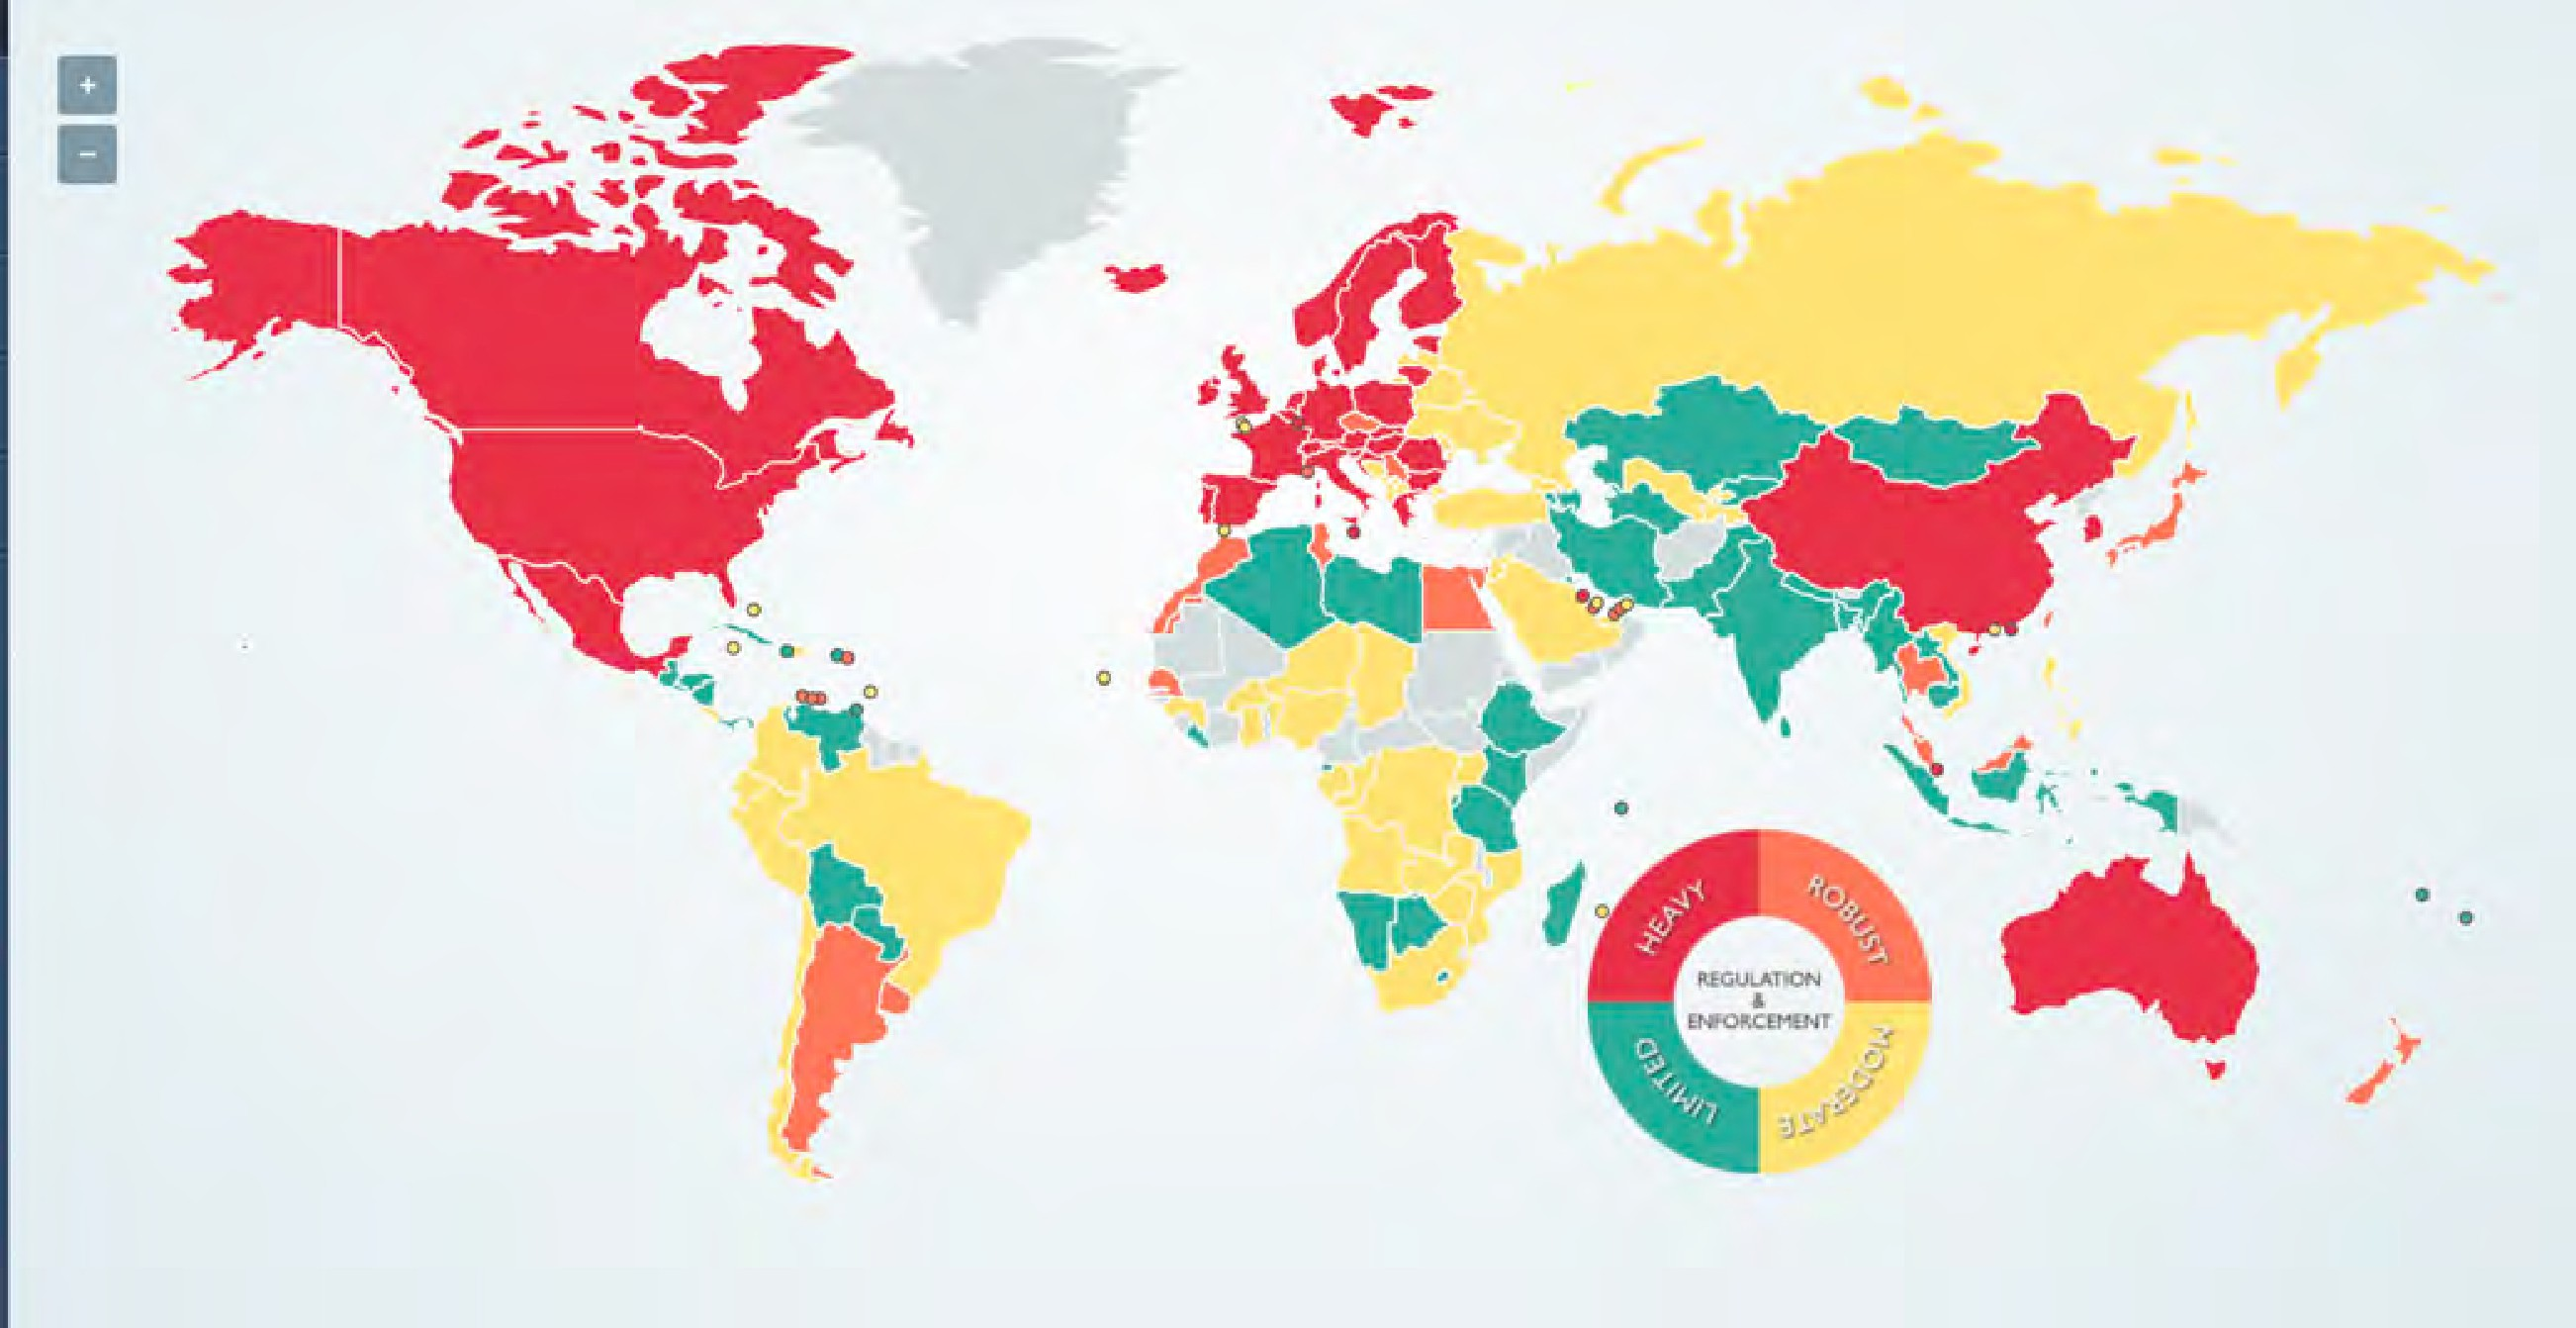 +
−
HEAVY
ROBUST
REGULATION
&
ENFORCEMENT
LIMITED
MODERATE